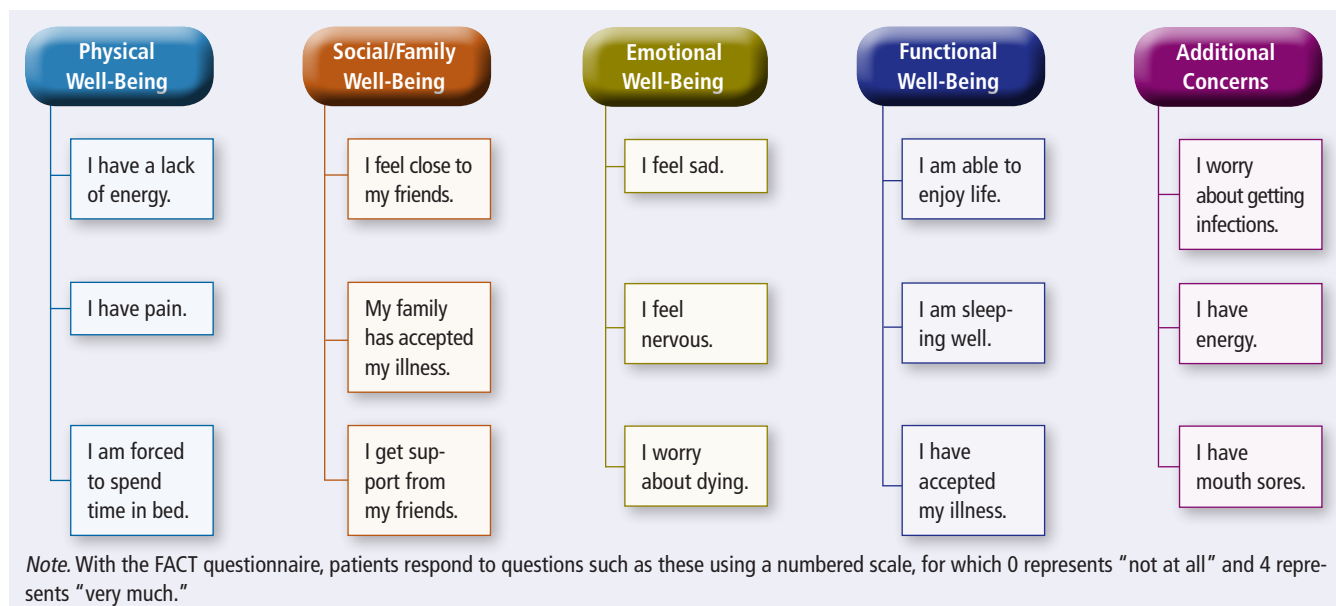 Physical
Well-Being
Social/Family
Well-Being
Emotional
Well-Being
Functional
Well-Being
Additional
Concerns
I have a lack
of energy.
I have pain.
I am forced
to spend
time in bed.
I feel close to
my friends.
My family
has accepted
my illness.
I get sup-
port from
my friends.
I feel sad.
I feel
nervous.
I worry
about dying.
I am able to
enjoy life.
I am sleep-
ing well.
I have
accepted
my illness.
I worry
about getting
infections.
I have
energy.
I have
mouth sores.
Note. With the FACT questionnaire, patients respond to questions such as these using a numbered scale, for which 0 represents “not at all” and 4 repre-
sents “very much.”